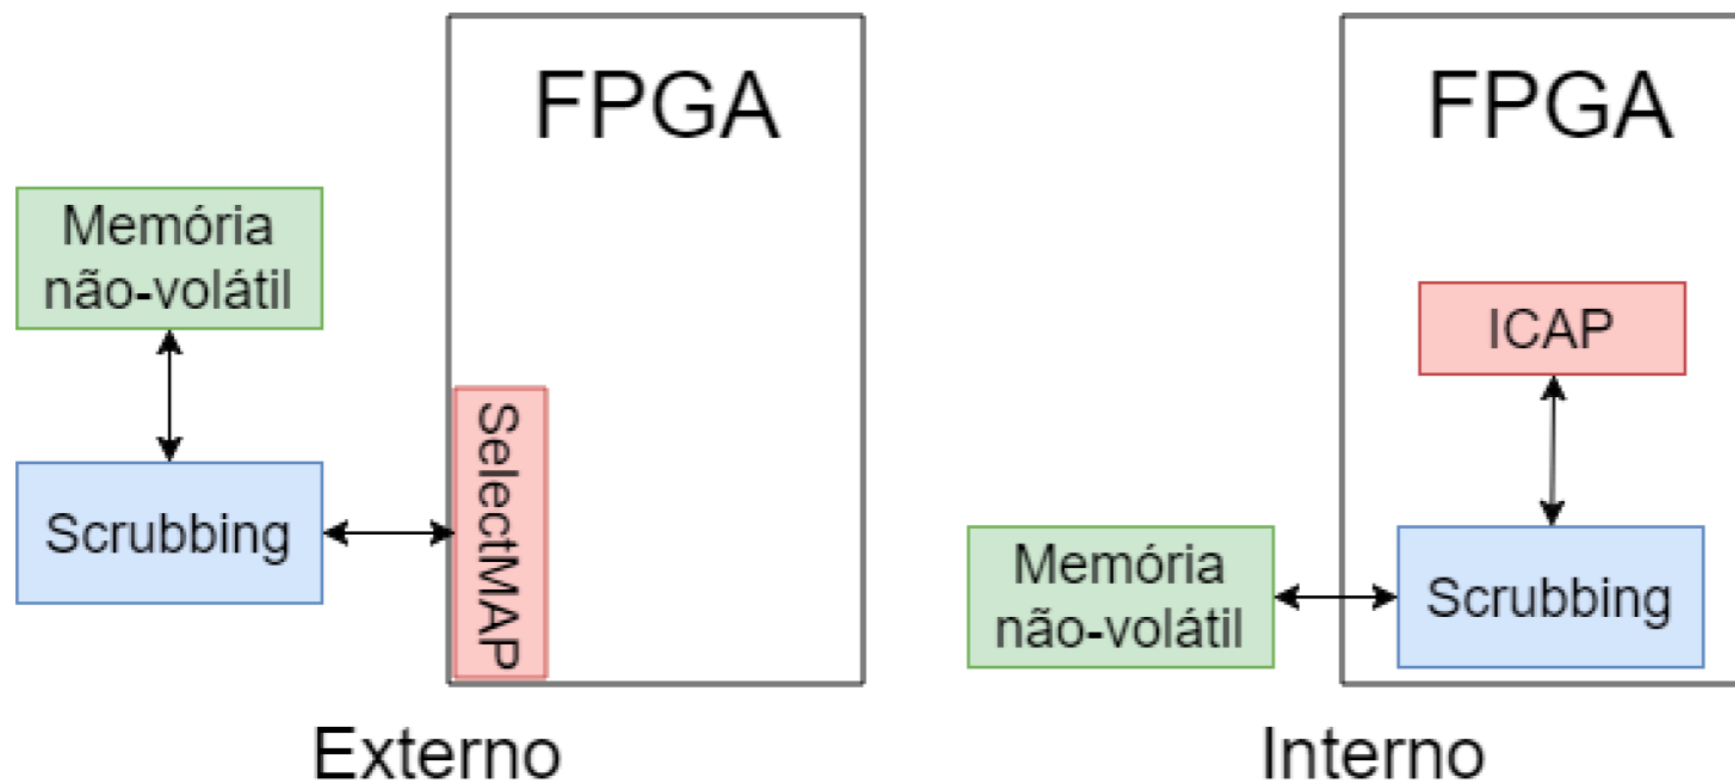 FPGA
Memória
não-volátil
SelectMAP
Scrubbing
Externo
FPGA
ICAP
Memória
não-volátil
Scrubbing
Interno